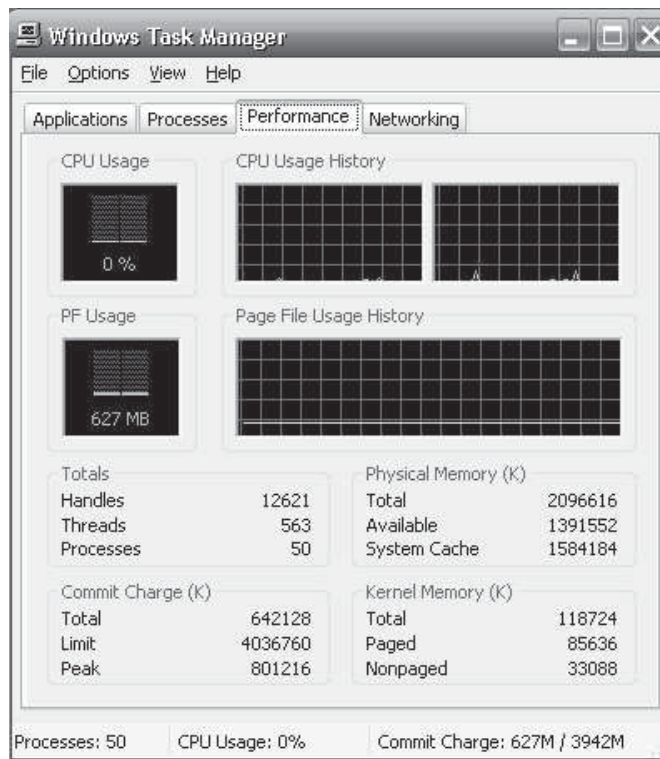 Windows Task Manager
File Options View Help
Applications Processes Performance Networking
CPU Usage
0 %
CPU Usage History
PF Usage
627 MB
Page File Usage History
Totals
Handles 12621
Threads 563
Processes 50
Physical Memory (K)
Total 2096616
Available 1391552
System Cache 1584184
Commit Charge (K)
Total 642128
Limit 4036760
Peak 801216
Kernel Memory (K)
Total 118724
Paged 85636
Nonpaged 33088
Processes: 50 CPU Usage: 0% Commit Charge: 627M / 3942M